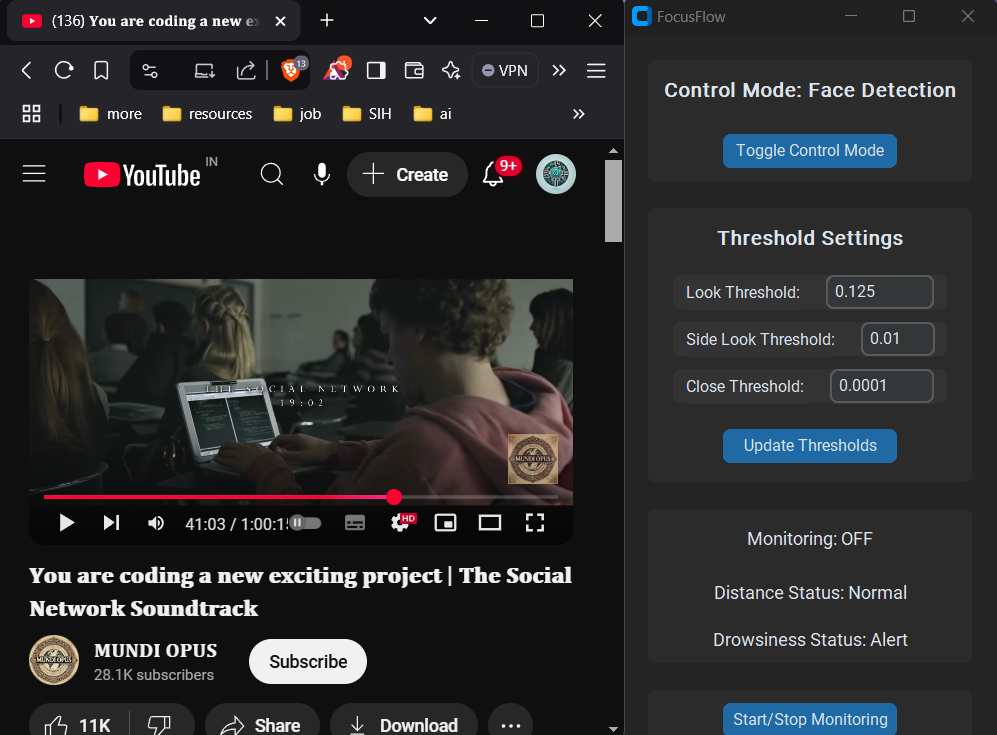 (136) You are coding a new ex
13
VPN
more
resources
job
SIH
ai
YouTube
IN
Create
9+
THE SOCIAL NETWORK
19:02
MUNDI OPUS
41:03 / 1:00:15
HD
You are coding a new exciting project | The Social
Network Soundtrack
MUNDI OPUS
MUNDI OPUS
28.1K subscribers
Subscribe
11K
Share
Download
FocusFlow
Control Mode: Face Detection
Toggle Control Mode
Threshold Settings
Look Threshold:
0.125
Side Look Threshold:
0.01
Close Threshold:
0.0001
Update Thresholds
Monitoring: OFF
Distance Status: Normal
Drowsiness Status: Alert
Start/Stop Monitoring